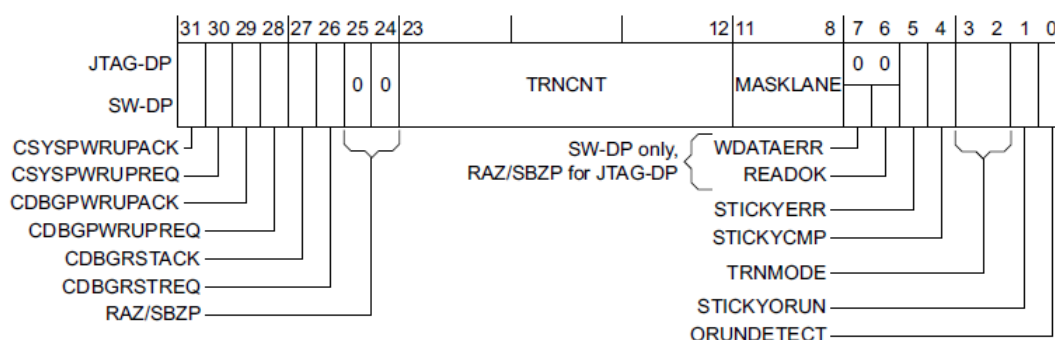 31 30 29 28 27 26 25 24 23 12 11 8 7 6 5 4 3 2 1 0
JTAG-DP
0 0
0 0 TRNCNT MASKLANE
SW-DP
CSYSPWRUPACK
SW-DP only,
RAZ/SBZP for JTAG-DP
WDATAERR
CSYSPWRUPREQ
READOK
CDBGPWRUPACK
STICKYERR
CDBGPWRUPREQ
STICKYCMP
CDBGRSTACK
TRNMODE
CDBGRSTREQ
STICKYORUN
RAZ/SBZP
ORUNDETECT